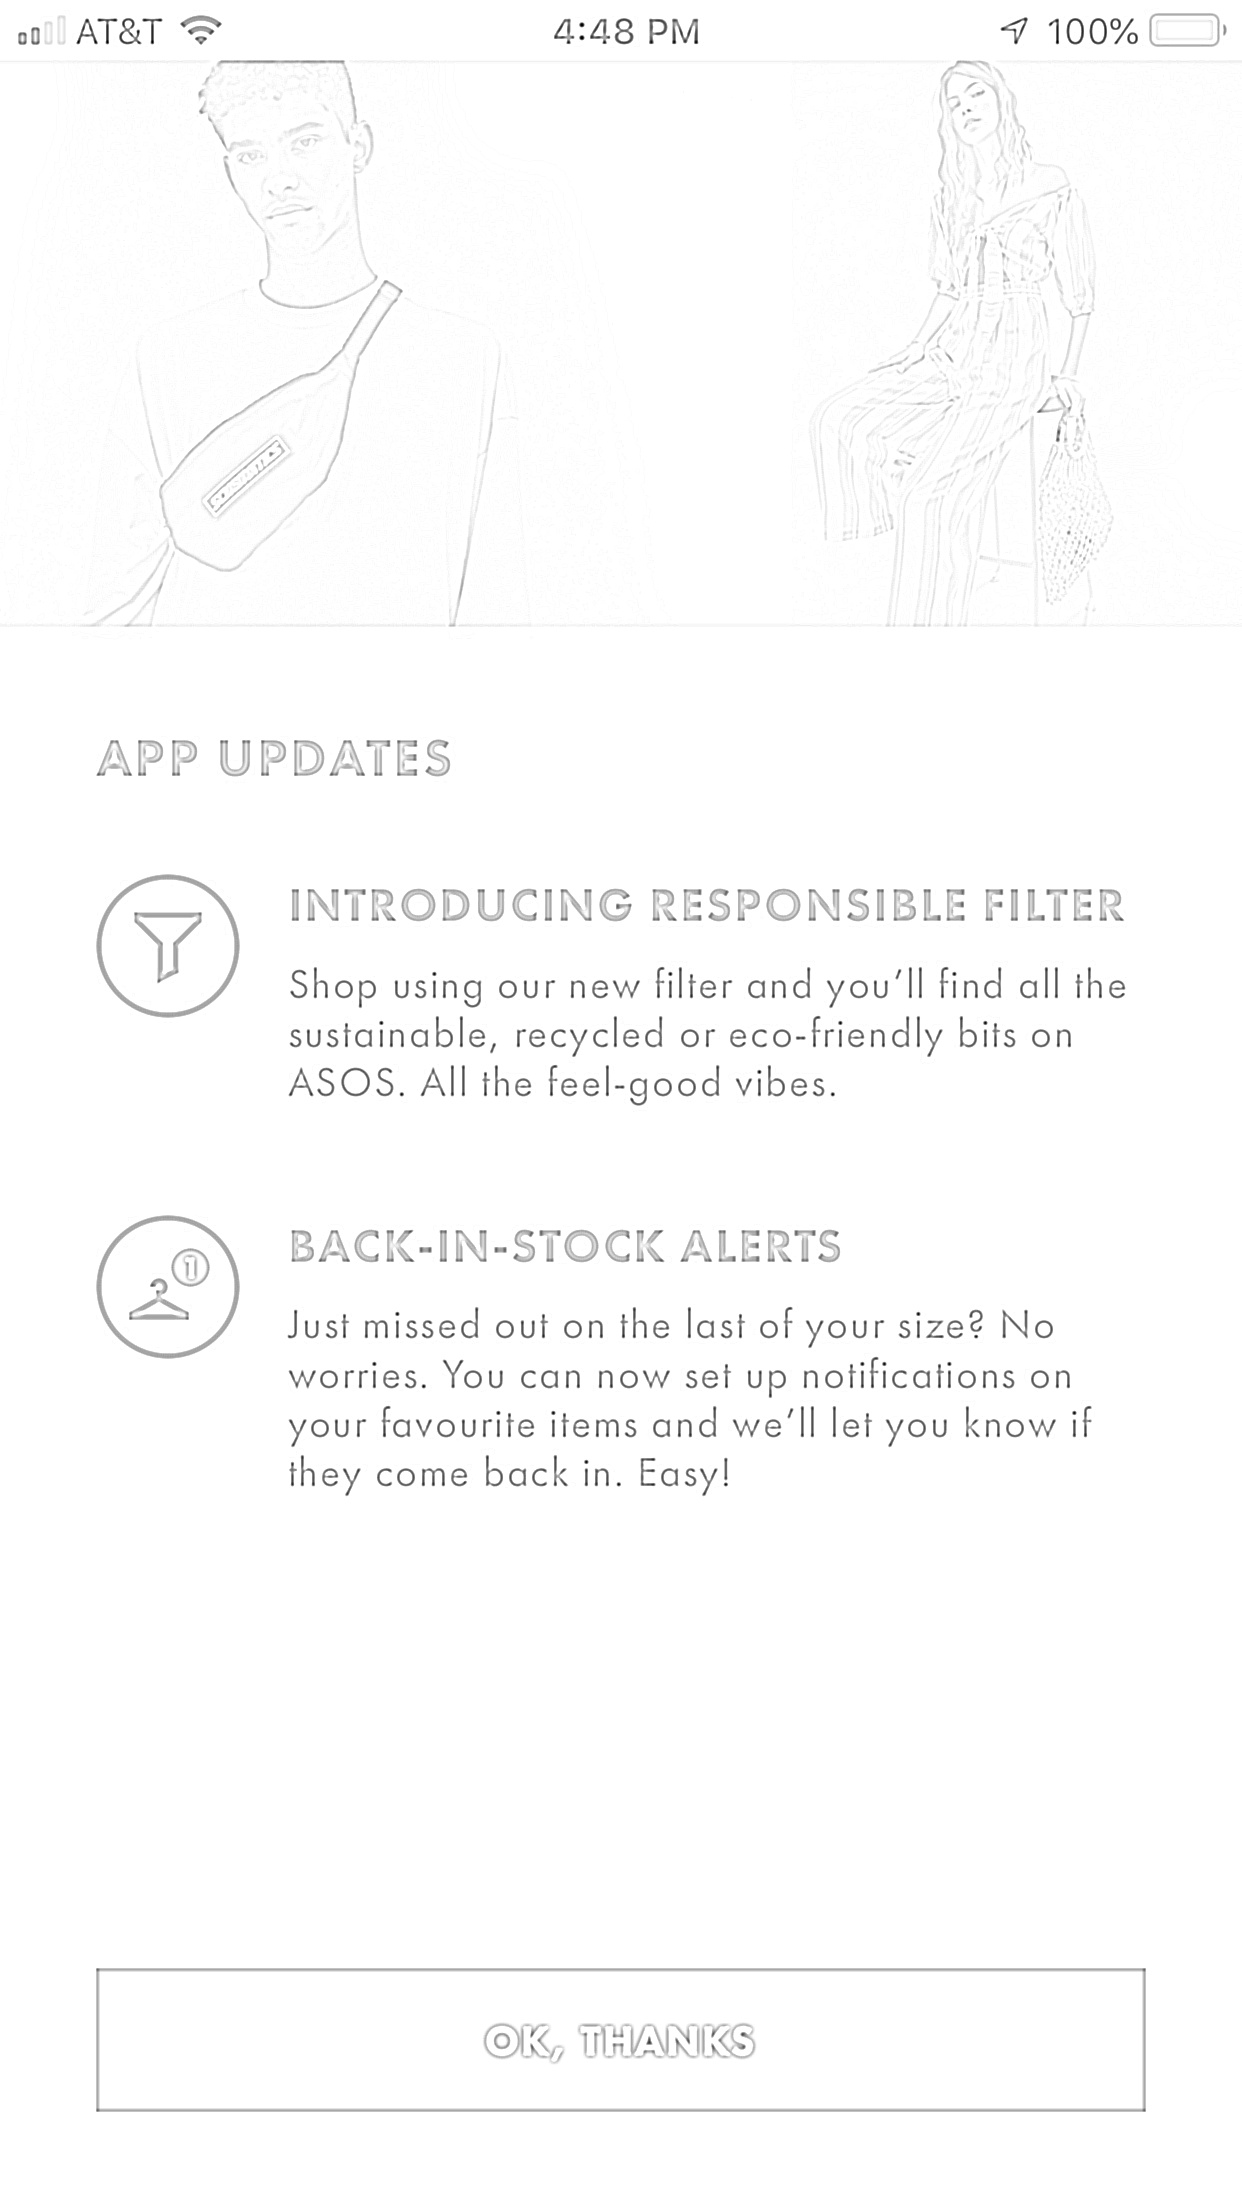 AT&T 4:48 PM 100%
APP UPDATES
INTRODUCING RESPONSIBLE FILTER
Shop using our new filter and you’ll find all the
sustainable, recycled or eco-friendly bits on
ASOS. All the feel-good vibes.
1
BACK-IN-STOCK ALERTS
Just missed out on the last of your size? No
worries. You can now set up notifications on
your favourite items and we’ll let you know if
they come back in. Easy!
OK, THANKS